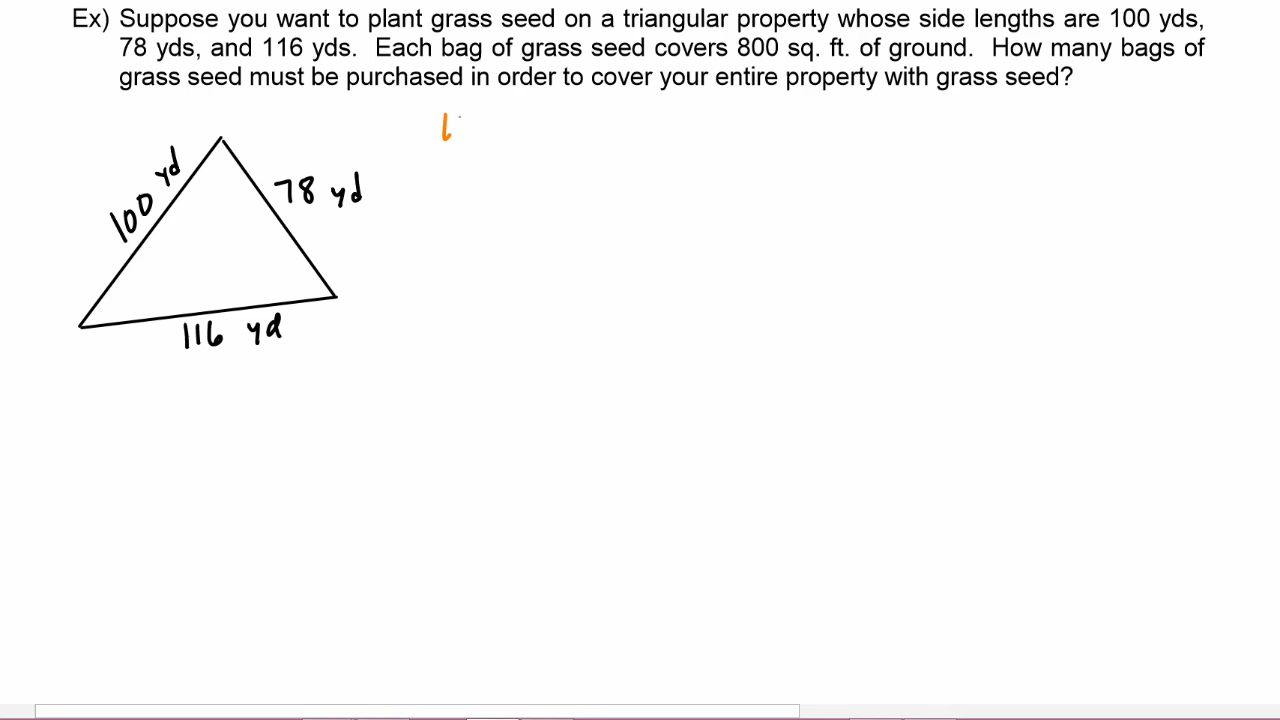 Ex) Suppose you want to plant grass seed on a triangular property whose side lengths are 100 yds,
78 yds, and 116 yds. Each bag of grass seed covers 800 sq. ft. of ground. How many bags of
grass seed must be purchased in order to cover your entire property with grass seed?
100 yd
78 yd
116 yd